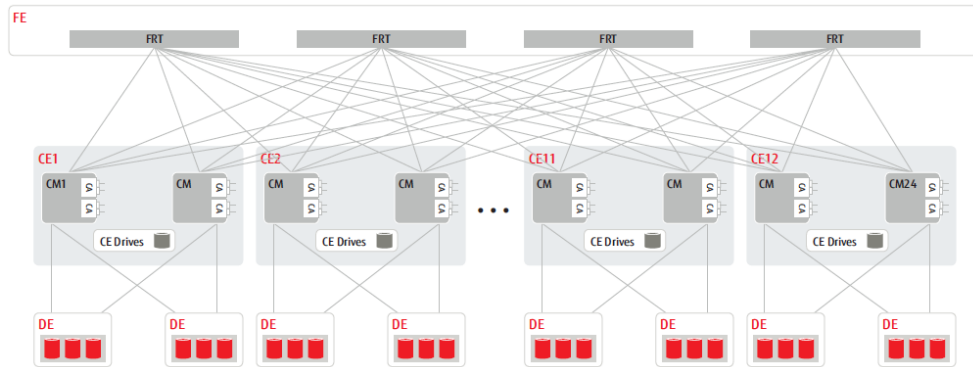 FE
FRT FRT FRT FRT
CE1 CE2 CE11 CE12
CM1 CA CM CA CM CA CM CA CM CA CM CA CM CA CM24 CA
CA CA CA CA CA CA CA CA
...
CE Drives CE Drives CE Drives CE Drives
DE DE DE DE DE DE DE DE